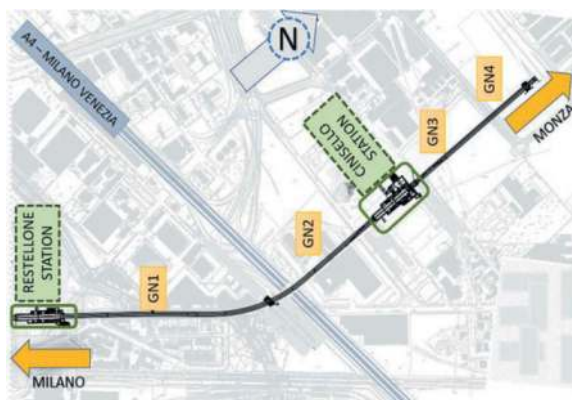 A4 – MILANO VENEZIA
N
GN4
MONZA
GN3
CINISELLO
STATION
GN2
RESTELLONE
STATION
GN1
MILANO